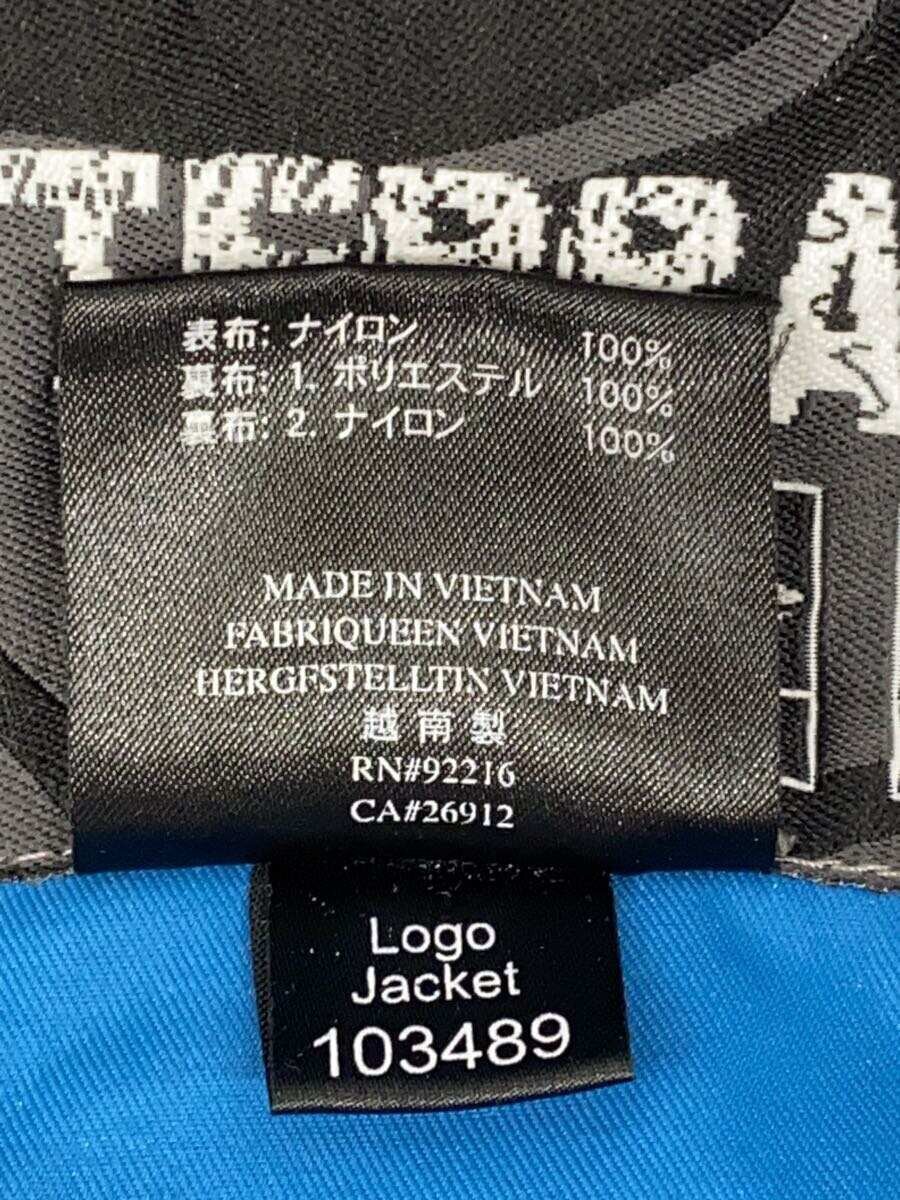 表布: ナイロン 100%
裏布: 1. ポリエステル 100%
裏布: 2. ナイロン 100%
MADE IN VIETNAM
FABRIQUEEN VIETNAM
HERGFSTELLTIN VIETNAM
越南製
RN#92216
CA#26912
Logo
Jacket
103489